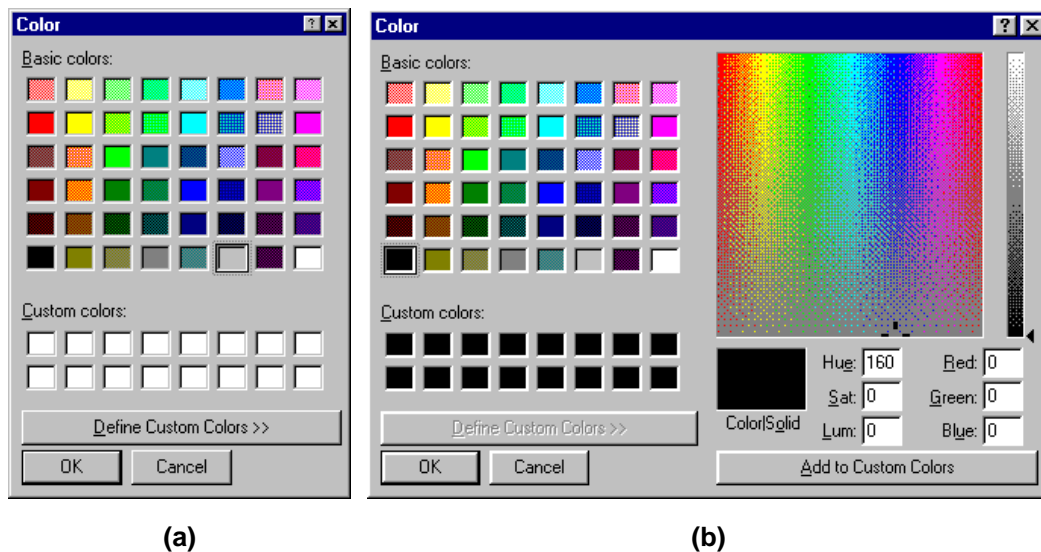 Color
Basic colors:
Custom colors:
Define Custom Colors >>
OK Cancel
(a)
Color
Basic colors:
Custom colors:
Define Custom Colors >>
OK Cancel
Color|Solid
Hue: 160 Red: 0
Sat: 0 Green: 0
Lum: 0 Blue: 0
Add to Custom Colors
(b)